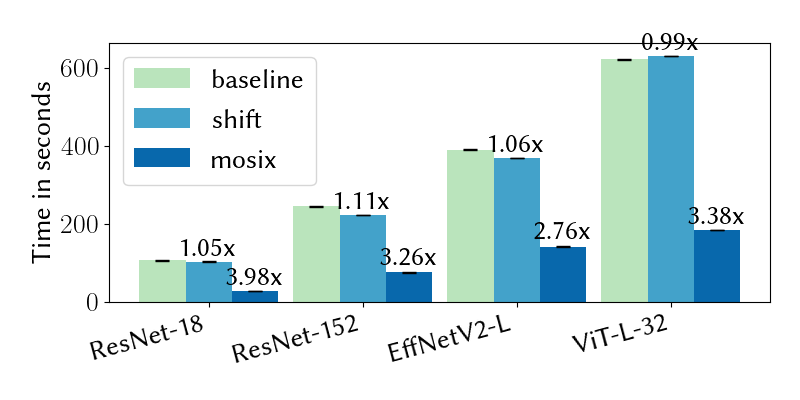 Time in seconds
600
400
200
0
baseline
shift
mosix
1.05x
3.98x
1.11x
3.26x
1.06x
2.76x
0.99x
3.38x
ResNet-18
ResNet-152
EffNetV2-L
ViT-L-32